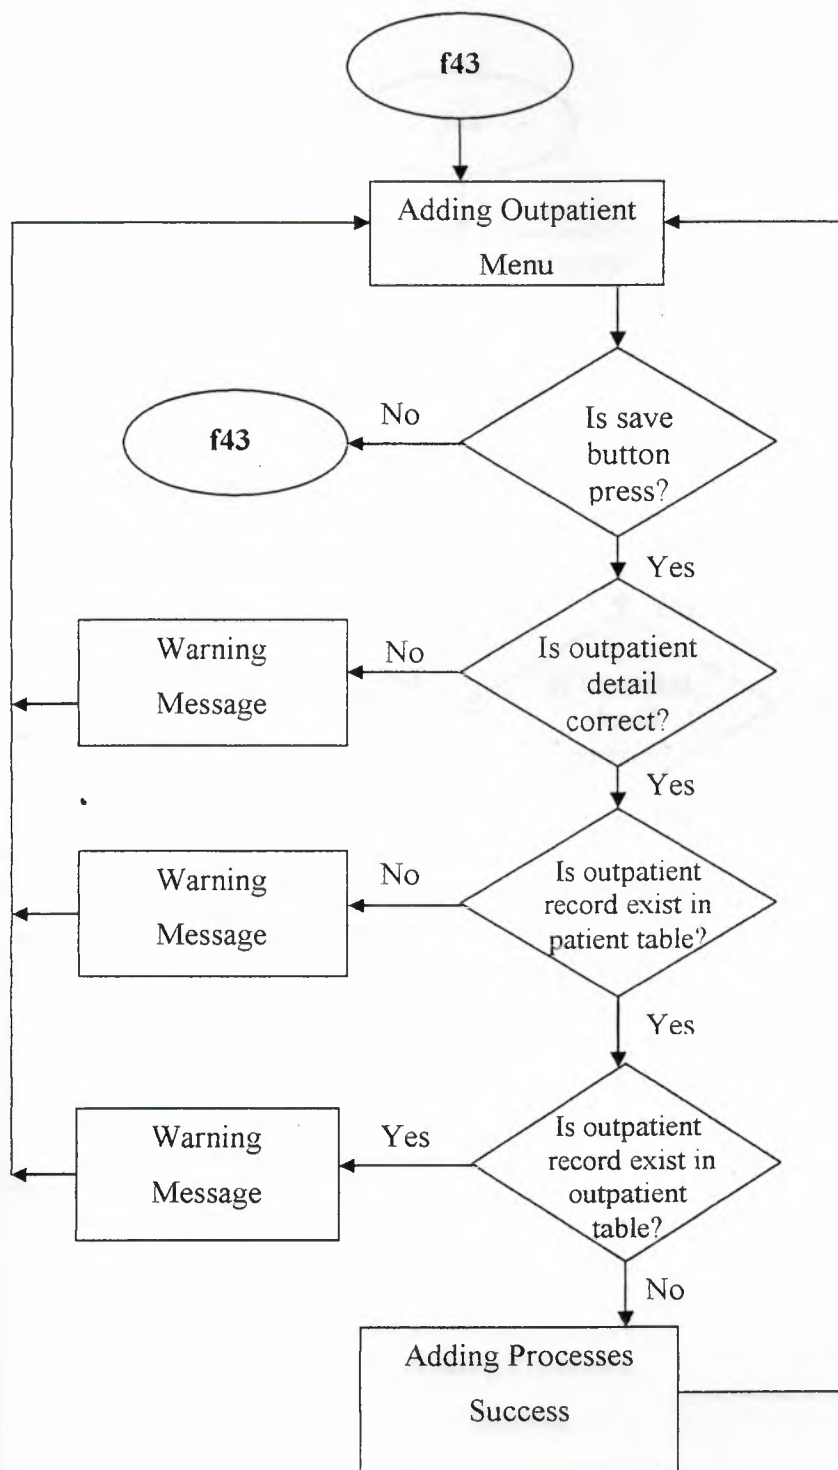 f43
Adding Outpatient
Menu
No
f43
Is save
button
press?
Yes
Warning
Message
No
Is outpatient
detail
correct?
Yes
Warning
Message
No
Is outpatient
record exist in
patient table?
Yes
Warning
Message
Yes
Is outpatient
record exist in
outpatient
table?
No
Adding Processes
Success